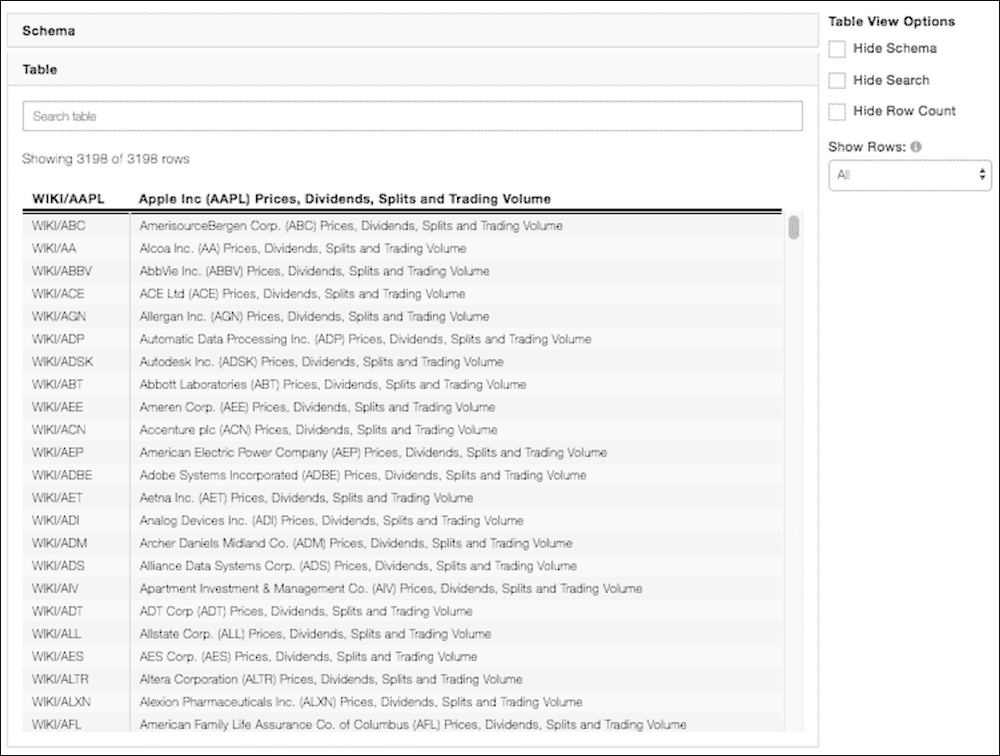 Schema
Table
Search table
Showing 3198 of 3198 rows
WIKI/AAPL Apple Inc (AAPL) Prices, Dividends, Splits and Trading Volume
WIKI/ABC AmerisourceBergen Corp. (ABC) Prices, Dividends, Splits and Trading Volume
WIKI/AA Alcoa Inc. (AA) Prices, Dividends, Splits and Trading Volume
WIKI/ABBV AbbVie Inc. (ABBV) Prices, Dividends, Splits and Trading Volume
WIKI/ACE ACE Ltd (ACE) Prices, Dividends, Splits and Trading Volume
WIKI/AGN Allergan Inc. (AGN) Prices, Dividends, Splits and Trading Volume
WIKI/ADP Automatic Data Processing Inc. (ADP) Prices, Dividends, Splits and Trading Volume
WIKI/ADSK Autodesk Inc. (ADSK) Prices, Dividends, Splits and Trading Volume
WIKI/ABT Abbott Laboratories (ABT) Prices, Dividends, Splits and Trading Volume
WIKI/AEE Ameren Corp. (AEE) Prices, Dividends, Splits and Trading Volume
WIKI/ACN Accenture plc (ACN) Prices, Dividends, Splits and Trading Volume
WIKI/AEP American Electric Power Company (AEP) Prices, Dividends, Splits and Trading Volume
WIKI/ADBE Adobe Systems Incorporated (ADBE) Prices, Dividends, Splits and Trading Volume
WIKI/AET Aetna Inc. (AET) Prices, Dividends, Splits and Trading Volume
WIKI/ADI Analog Devices Inc. (ADI) Prices, Dividends, Splits and Trading Volume
WIKI/ADM Archer Daniels Midland Co. (ADM) Prices, Dividends, Splits and Trading Volume
WIKI/ADS Alliance Data Systems Corp. (ADS) Prices, Dividends, Splits and Trading Volume
WIKI/AIV Apartment Investment & Management Co. (AIV) Prices, Dividends, Splits and Trading Volume
WIKI/ADT ADT Corp (ADT) Prices, Dividends, Splits and Trading Volume
WIKI/ALL Allstate Corp. (ALL) Prices, Dividends, Splits and Trading Volume
WIKI/AES AES Corp. (AES) Prices, Dividends, Splits and Trading Volume
WIKI/ALTR Altera Corporation (ALTR) Prices, Dividends, Splits and Trading Volume
WIKI/ALXN Alexion Pharmaceuticals Inc. (ALXN) Prices, Dividends, Splits and Trading Volume
WIKI/AFL American Family Life Assurance Co. of Columbus (AFL) Prices, Dividends, Splits and Trading Volume
Table View Options
Hide Schema
Hide Search
Hide Row Count
Show Rows:
All